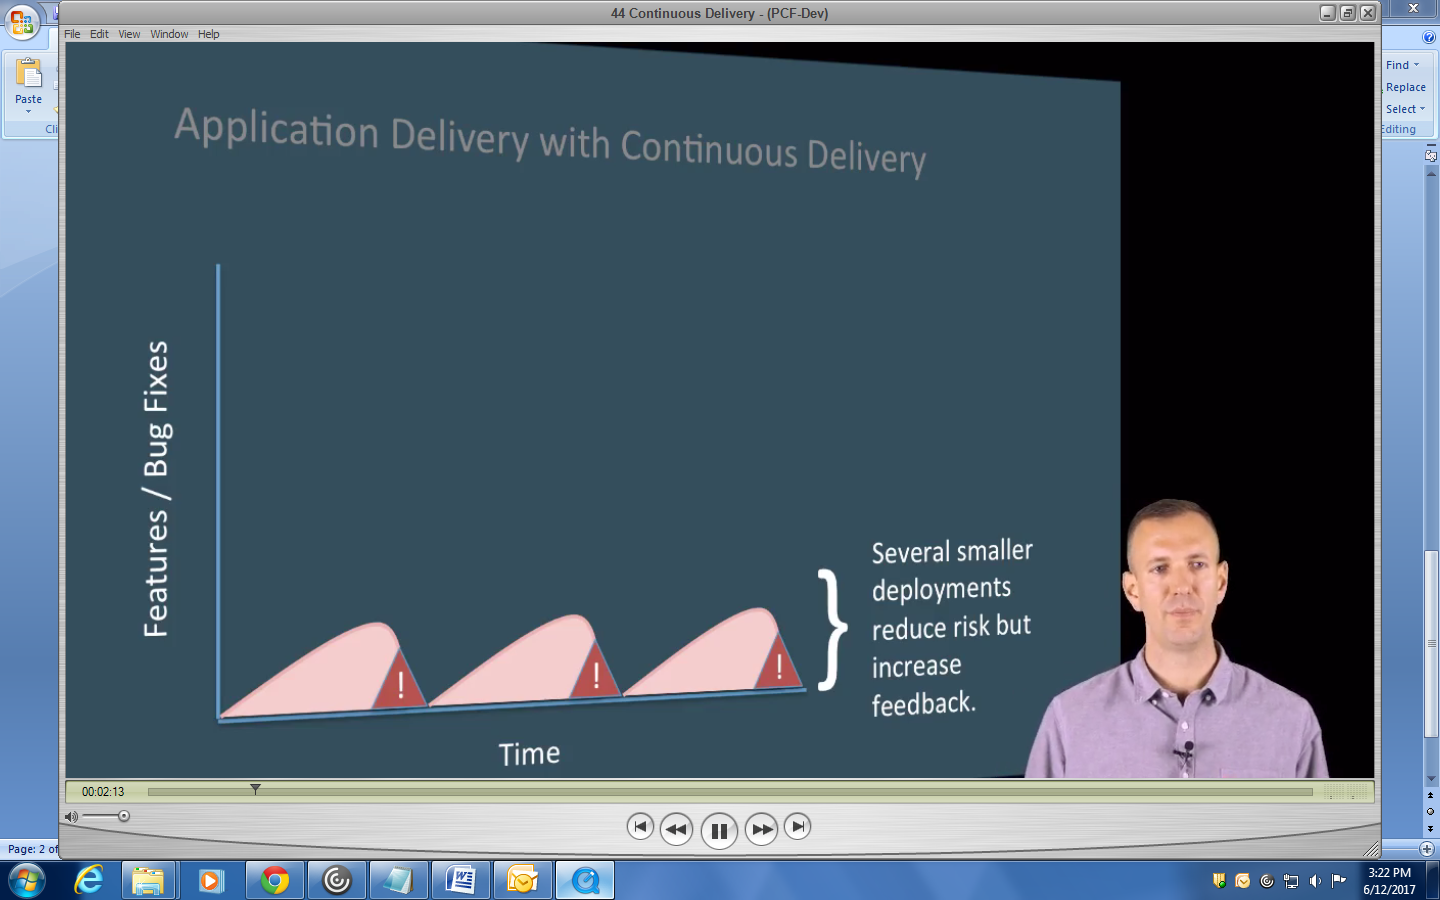 44 Continuous Delivery - (PCF-Dev)
File Edit View Window Help
Paste
Cli
Find
Replace
Select
Editing
Application Delivery with Continuous Delivery
Features / Bug Fixes
! ! !
Several smaller
deployments
reduce risk but
increase
feedback.
Time
00:02:13
Page: 2 of
3:22 PM
6/12/2017